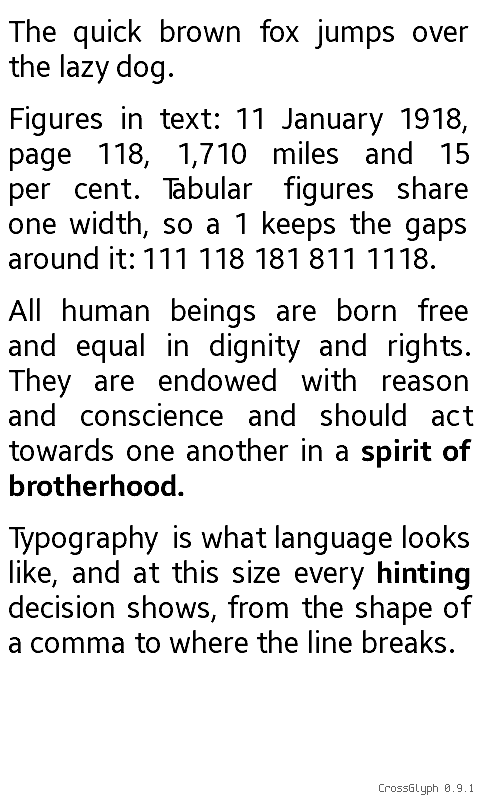 The quick brown fox jumps over
the lazy dog.
Figures in text: 11 January 1918,
page 118, 1,710 miles and 15
per cent. Tabular figures share
one width, so a 1 keeps the gaps
around it: 111 118 181 811 1118.
All human beings are born free
and equal in dignity and rights.
They are endowed with reason
and conscience and should act
towards one another in a spirit of
brotherhood.
Typography is what language looks
like, and at this size every hinting
decision shows, from the shape of
a comma to where the line breaks.
CrossGlyph 0.9.1